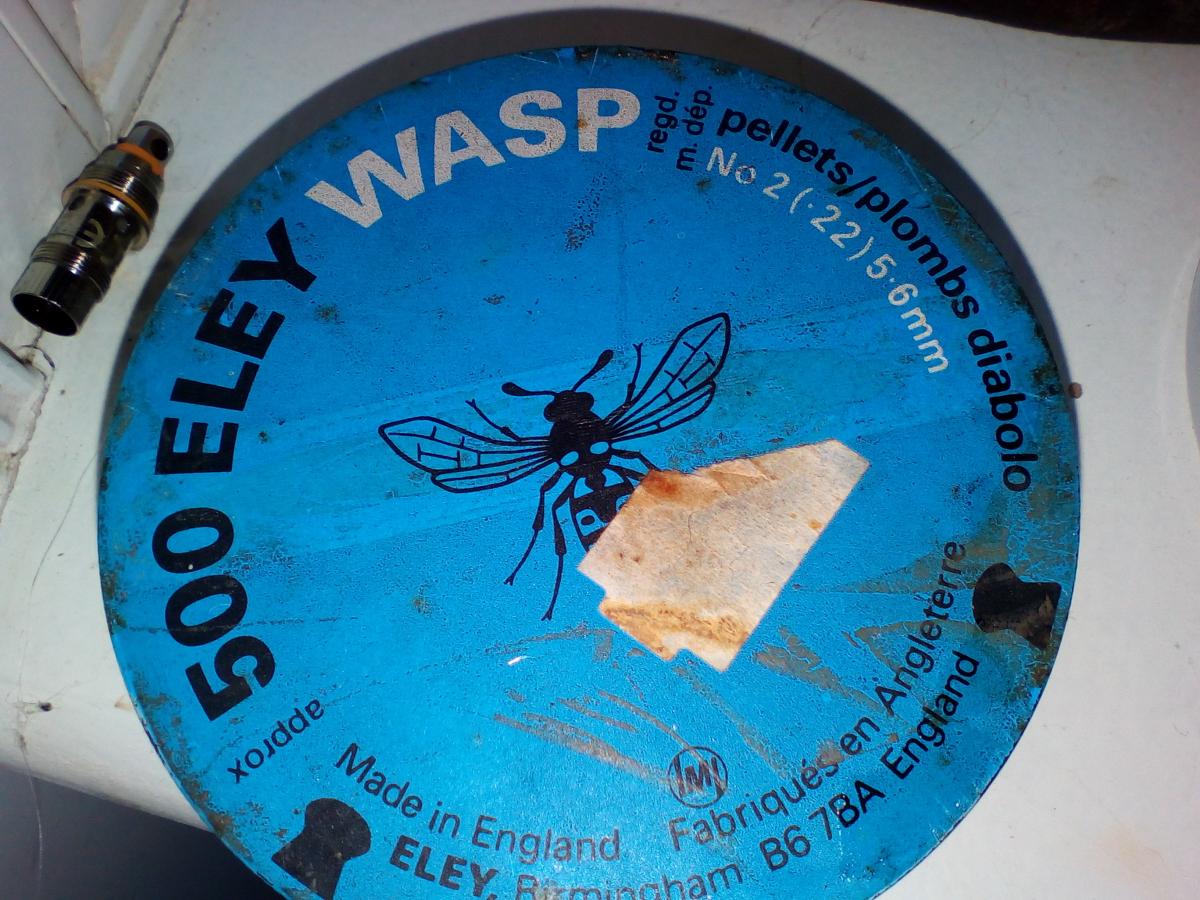 500 ELEY WASP regd. pellets/plombs diabolo
m. dép.
No 2 (·22) 5·6mm
approx
Made in England Fabriqués en Angleterre
ELEY, Birmingham B6 7BA England